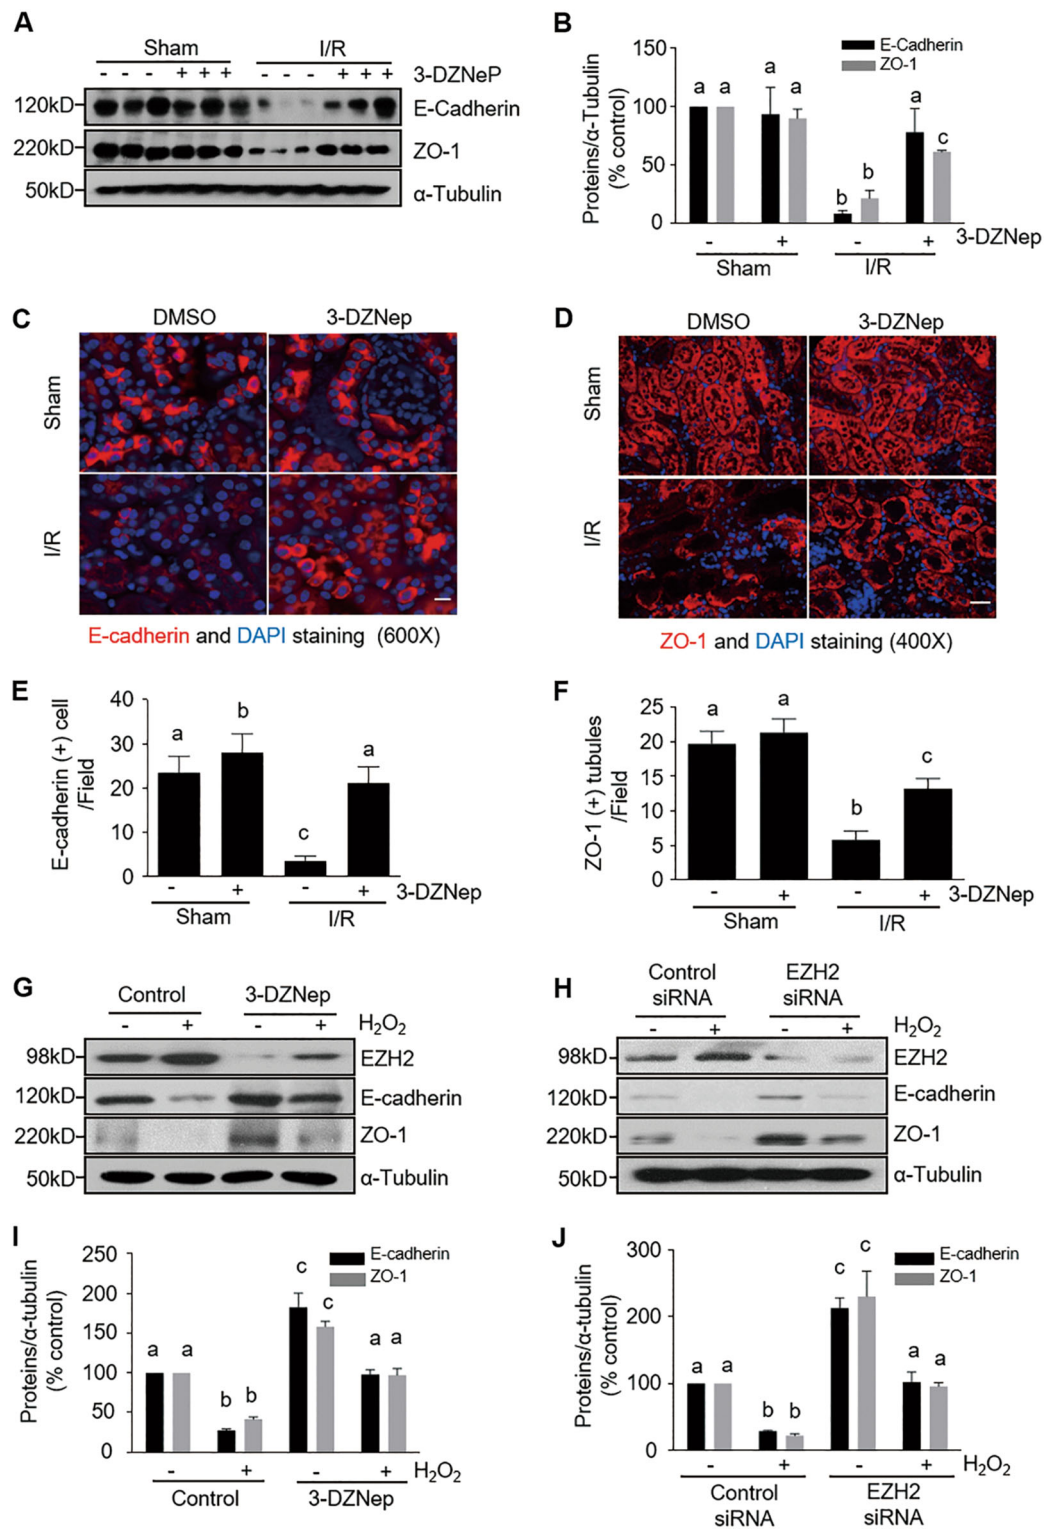 A
Sham I/R
- - - + + + - - - + + + 3-DZNeP
120kD E-Cadherin
220kD ZO-1
50kD α-Tubulin
B
Proteins/α-Tubulin
(% control)
150
100
50
0
E-Cadherin
ZO-1
a a a a b b a c
- + - + 3-DZNep
Sham I/R
C
DMSO 3-DZNep
Sham
I/R
E-cadherin and DAPI staining (600X)
D
DMSO 3-DZNep
Sham
I/R
ZO-1 and DAPI staining (400X)
E
E-cadherin (+) cell
/Field
40
30
20
10
0
a b c a
- + - + 3-DZNep
Sham I/R
F
ZO-1 (+) tubules
/Field
25
20
15
10
5
0
a a b c
- + - + 3-DZNep
Sham I/R
G
Control 3-DZNep
- + - + H₂O₂
98kD EZH2
120kD E-cadherin
220kD ZO-1
50kD α-Tubulin
H
Control EZH2
siRNA siRNA
- + - + H₂O₂
98kD EZH2
120kD E-cadherin
220kD ZO-1
50kD α-Tubulin
I
Proteins/α-tubulin
(% control)
250
200
150
100
50
0
E-cadherin
ZO-1
a a b b c c a a
- + - + H₂O₂
Control 3-DZNep
J
Proteins/α-tubulin
(% control)
300
200
100
0
E-cadherin
ZO-1
a a b b c c a a
- + - + H₂O₂
Control EZH2
siRNA siRNA